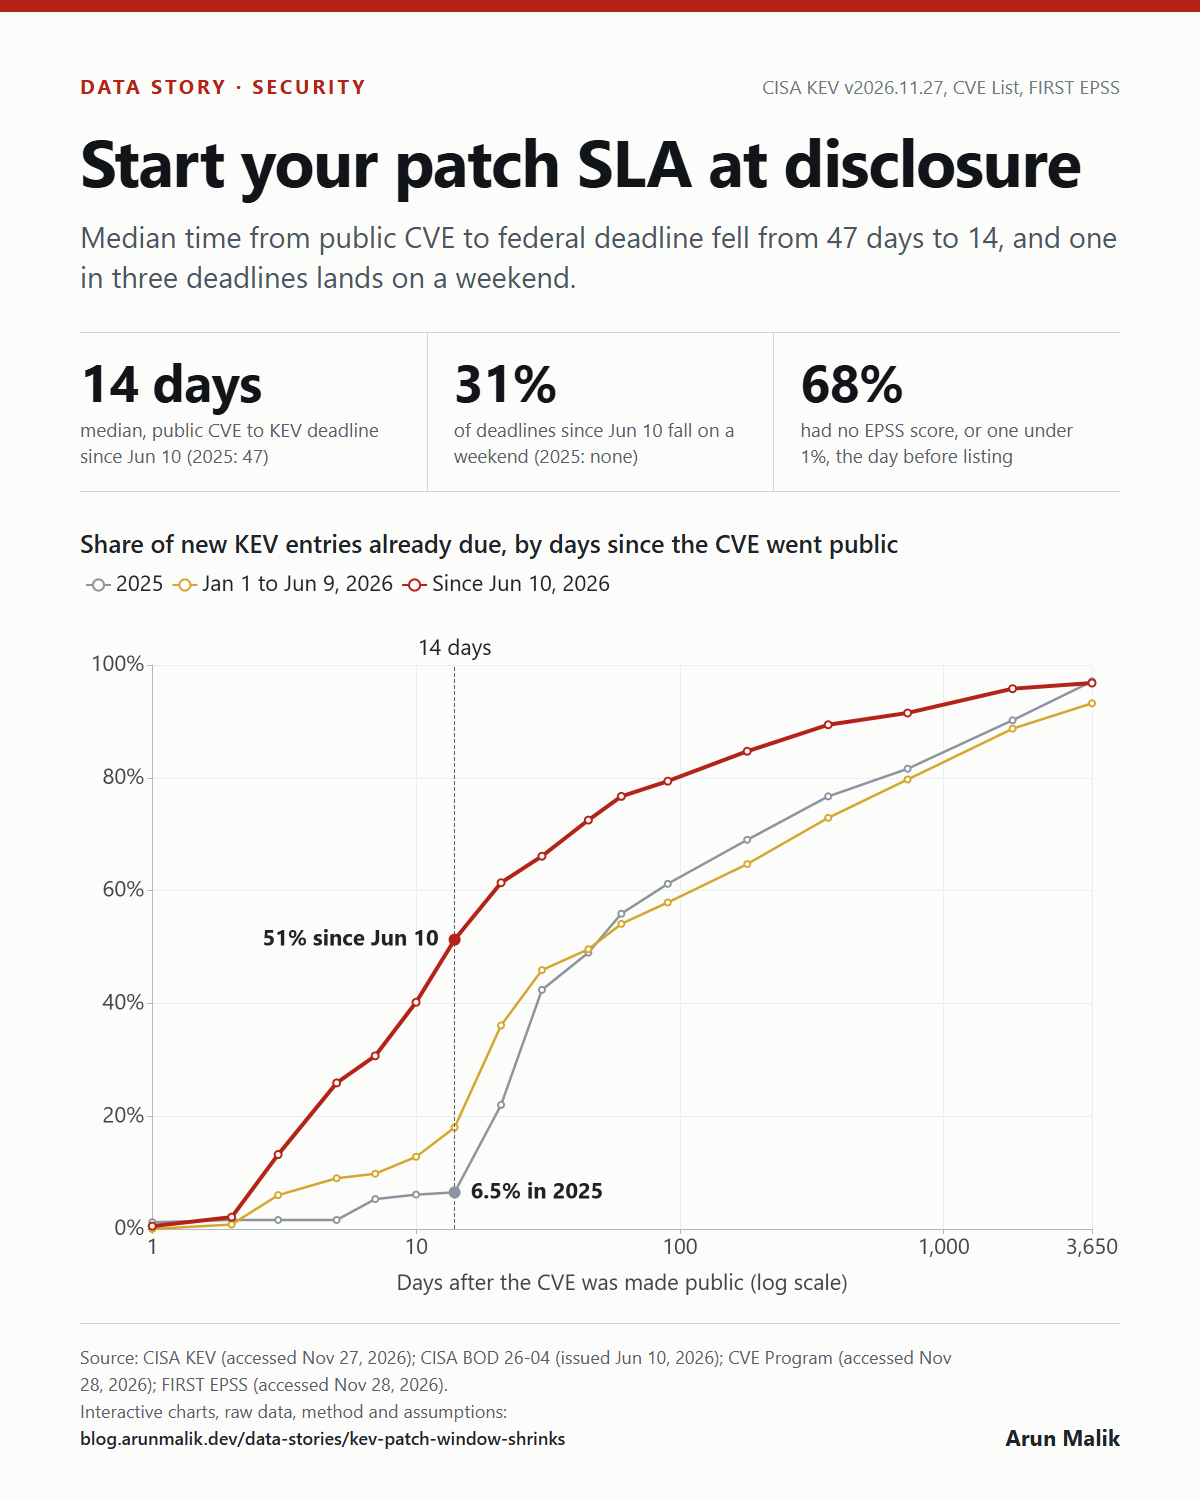 DATA STORY · SECURITY
CISA KEV v2026.11.27, CVE List, FIRST EPSS
Start your patch SLA at disclosure
Median time from public CVE to federal deadline fell from 47 days to 14, and one
in three deadlines lands on a weekend.
14 days
median, public CVE to KEV deadline
since Jun 10 (2025: 47)
31%
of deadlines since Jun 10 fall on a
weekend (2025: none)
68%
had no EPSS score, or one under
1%, the day before listing
Share of new KEV entries already due, by days since the CVE went public
2025
Jan 1 to Jun 9, 2026
Since Jun 10, 2026
14 days
100%
80%
60%
51% since Jun 10
40%
20%
6.5% in 2025
0%
1
10
100
1,000
3,650
Days after the CVE was made public (log scale)
Source: CISA KEV (accessed Nov 27, 2026); CISA BOD 26-04 (issued Jun 10, 2026); CVE Program (accessed Nov
28, 2026); FIRST EPSS (accessed Nov 28, 2026).
Interactive charts, raw data, method and assumptions:
blog.arunmalik.dev/data-stories/kev-patch-window-shrinks
Arun Malik